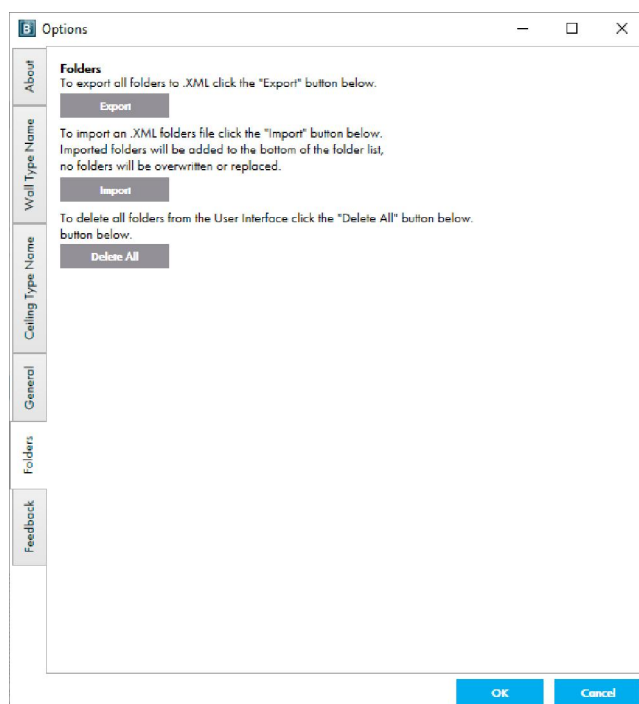 B Options
About
Wall Type Name
Ceiling Type Name
General
Folders
Feedback
Folders
To export all folders to .XML click the "Export" button below.
Export
To import an .XML folders file click the "Import" button below.
Imported folders will be added to the bottom of the folder list,
no folders will be overwritten or replaced.
Import
To delete all folders from the User Interface click the "Delete All" button below.
button below.
Delete All
OK
Cancel